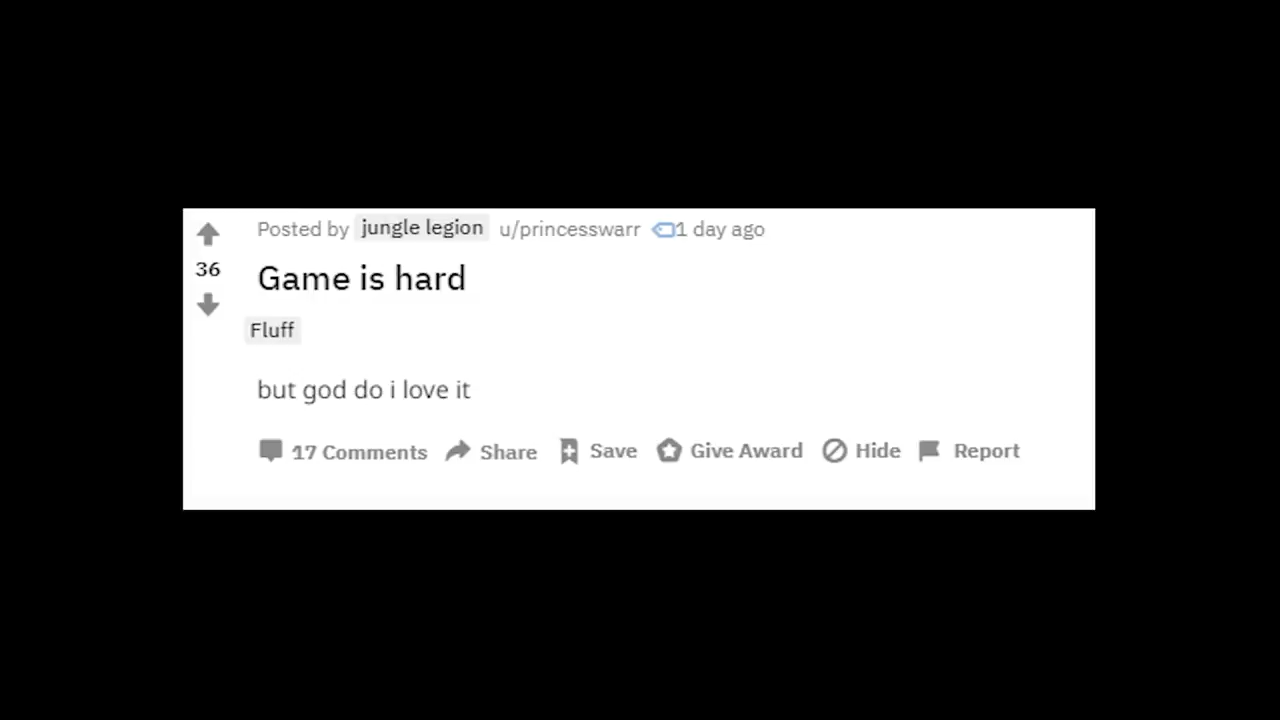 Posted by jungle legion u/princesswarr 1 day ago
36
Game is hard
Fluff
but god do i love it
17 Comments Share Save Give Award Hide Report